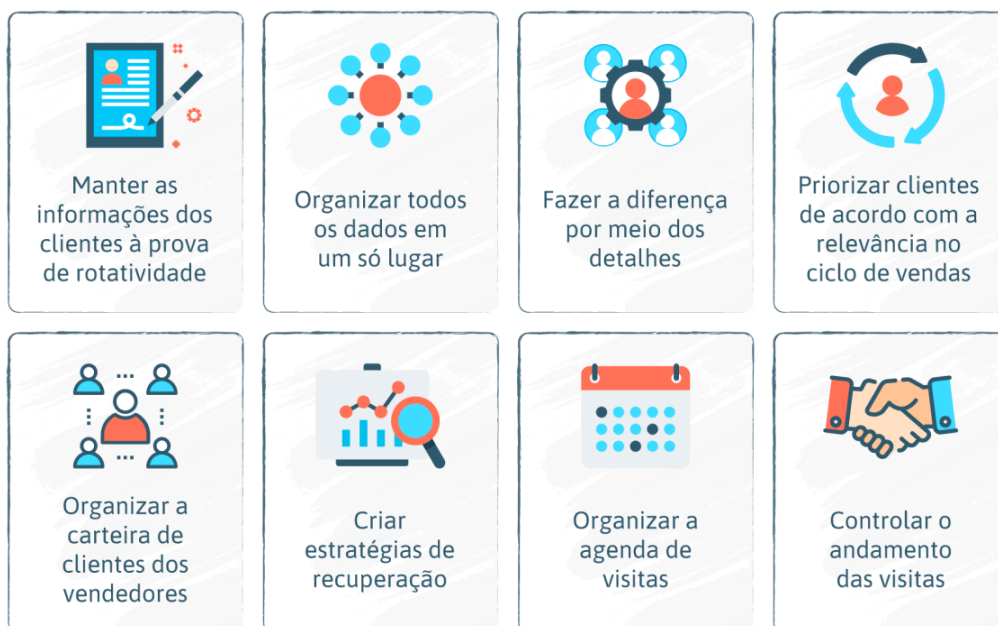 Manter as
informações dos
clientes à prova
de rotatividade
Organizar todos
os dados em
um só lugar
Fazer a diferença
por meio dos
detalhes
Priorizar clientes
de acordo com a
relevância no
ciclo de vendas
Organizar a
carteira de
clientes dos
vendedores
Criar
estratégias de
recuperação
Organizar a
agenda de
visitas
Controlar o
andamento
das visitas